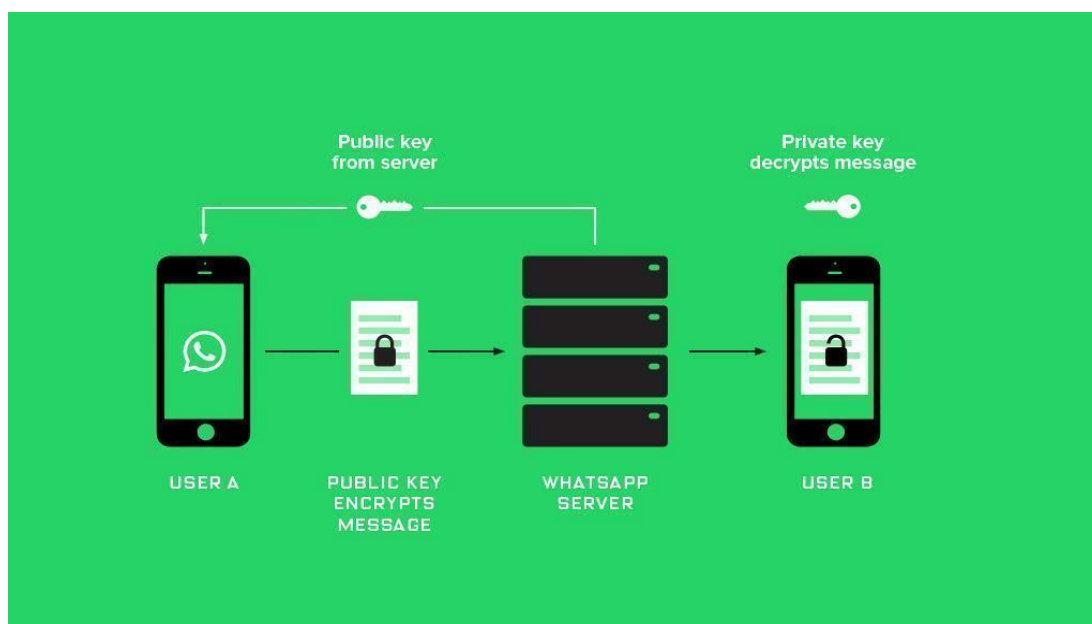 Public key
from server
Private key
decrypts message
USER A
PUBLIC KEY
ENCRYPTS
MESSAGE
WHATSAPP
SERVER
USER B